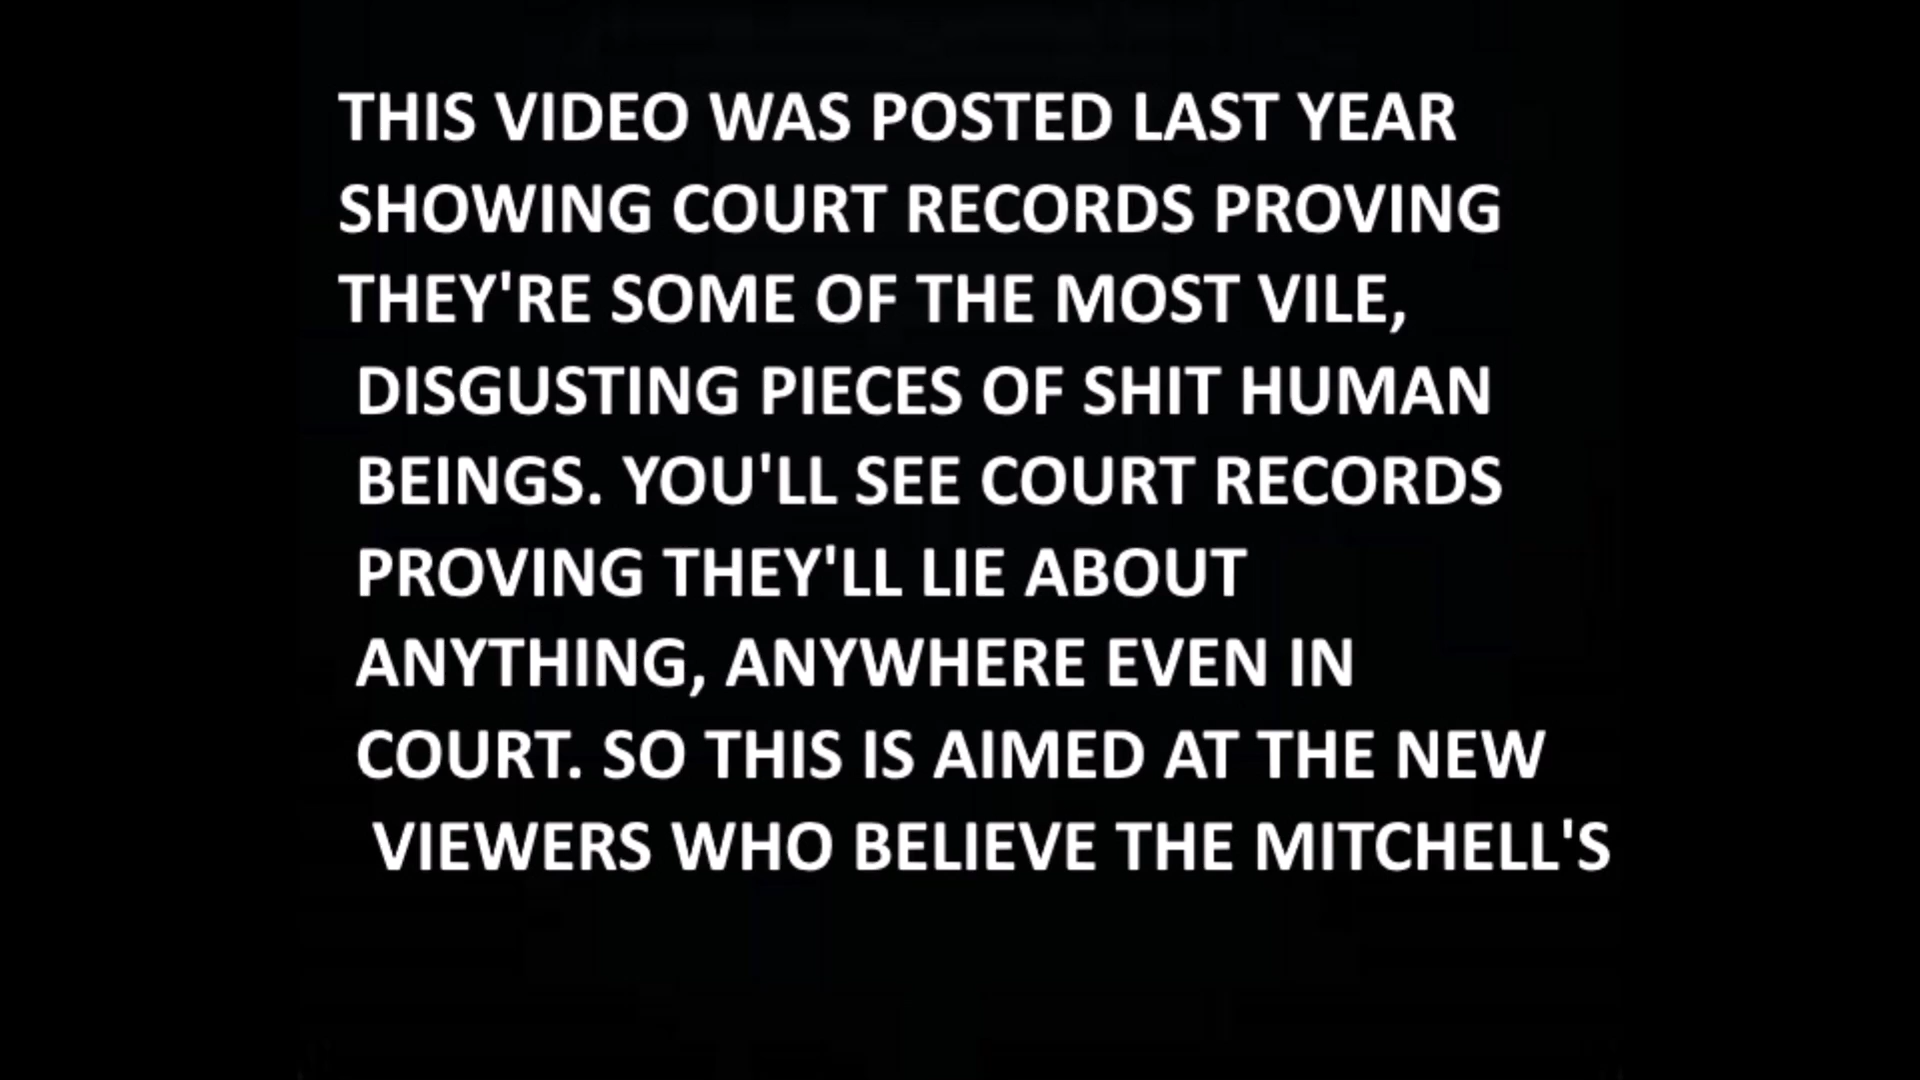 THIS VIDEO WAS POSTED LAST YEAR
SHOWING COURT RECORDS PROVING
THEY'RE SOME OF THE MOST VILE,
DISGUSTING PIECES OF SHIT HUMAN
BEINGS. YOU'LL SEE COURT RECORDS
PROVING THEY'LL LIE ABOUT
ANYTHING, ANYWHERE EVEN IN
COURT. SO THIS IS AIMED AT THE NEW
VIEWERS WHO BELIEVE THE MITCHELL'S